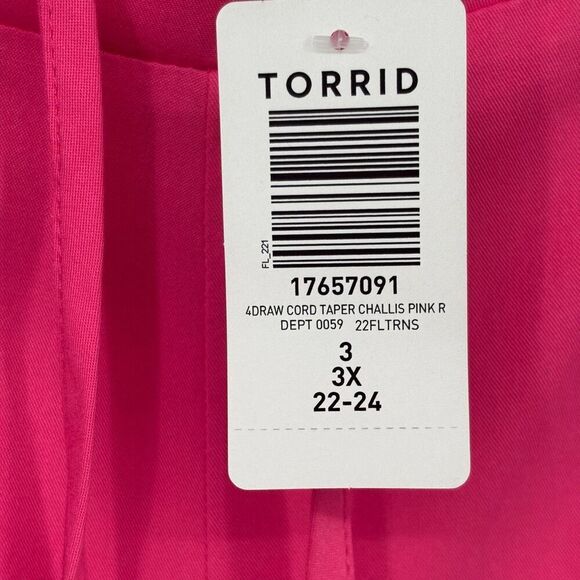 TORRID
FL_221
17657091
4DRAW CORD TAPER CHALLIS PINK R
DEPT 0059 22FLTRNS
3
3X
22-24